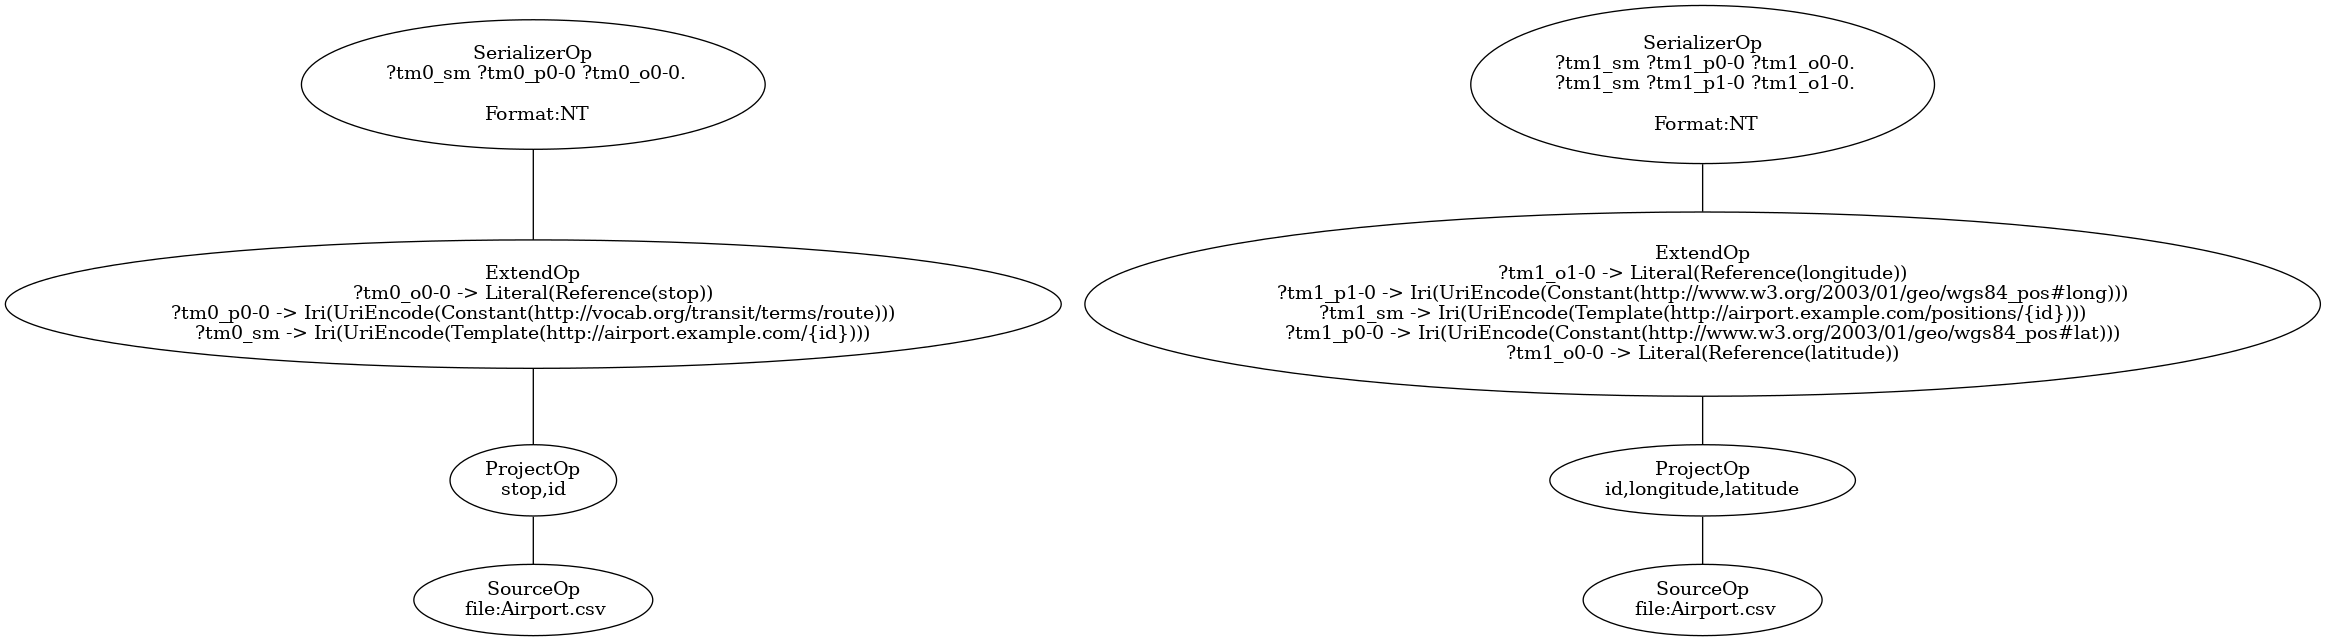 SerializerOp
?tm0_sm ?tm0_p0-0 ?tm0_o0-0.
Format:NT
ExtendOp
?tm0_o0-0 -> Literal(Reference(stop))
?tm0_p0-0 -> Iri(UriEncode(Constant(http://vocab.org/transit/terms/route)))
?tm0_sm -> Iri(UriEncode(Template(http://airport.example.com/{id})))
ProjectOp
stop,id
SourceOp
file:Airport.csv
SerializerOp
?tm1_sm ?tm1_p0-0 ?tm1_o0-0.
?tm1_sm ?tm1_p1-0 ?tm1_o1-0.
Format:NT
ExtendOp
?tm1_o1-0 -> Literal(Reference(longitude))
?tm1_p1-0 -> Iri(UriEncode(Constant(http://www.w3.org/2003/01/geo/wgs84_pos#long)))
?tm1_sm -> Iri(UriEncode(Template(http://airport.example.com/positions/{id})))
?tm1_p0-0 -> Iri(UriEncode(Constant(http://www.w3.org/2003/01/geo/wgs84_pos#lat)))
?tm1_o0-0 -> Literal(Reference(latitude))
ProjectOp
id,longitude,latitude
SourceOp
file:Airport.csv